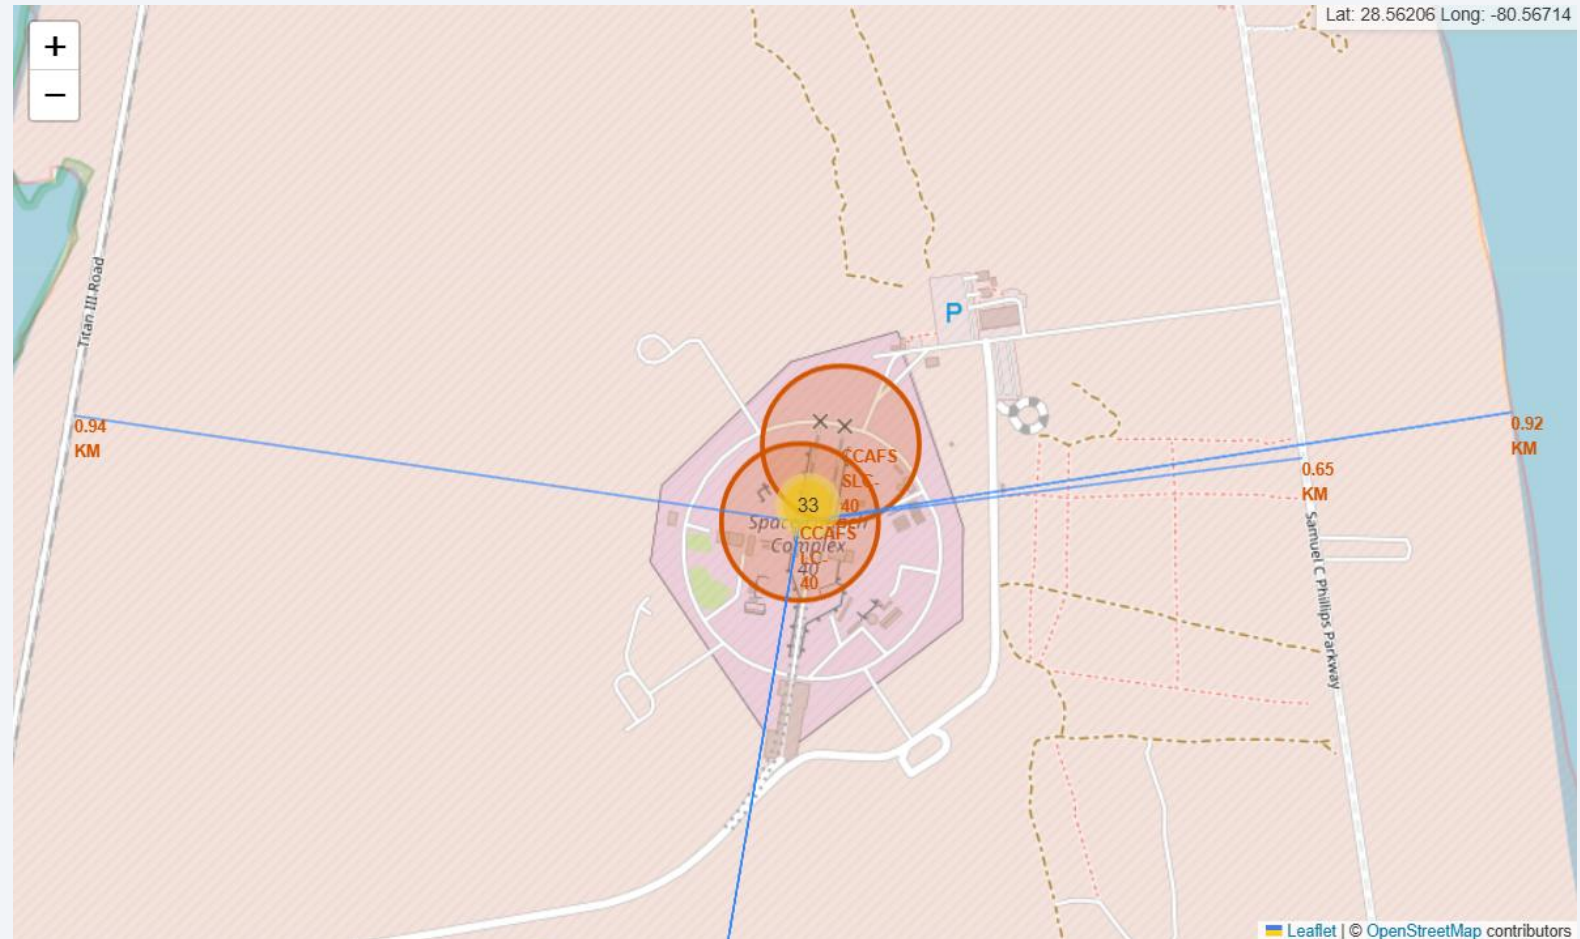 +
−
Lat: 28.56206 Long: -80.56714
Titan III Road
P
0.94
KM
0.92
KM
0.65
KM
CCAFS
SLC-
40
33
Complex
40
CCAFS
LC-
40
Samuel C Phillips Parkway
Leaflet | © OpenStreetMap contributors